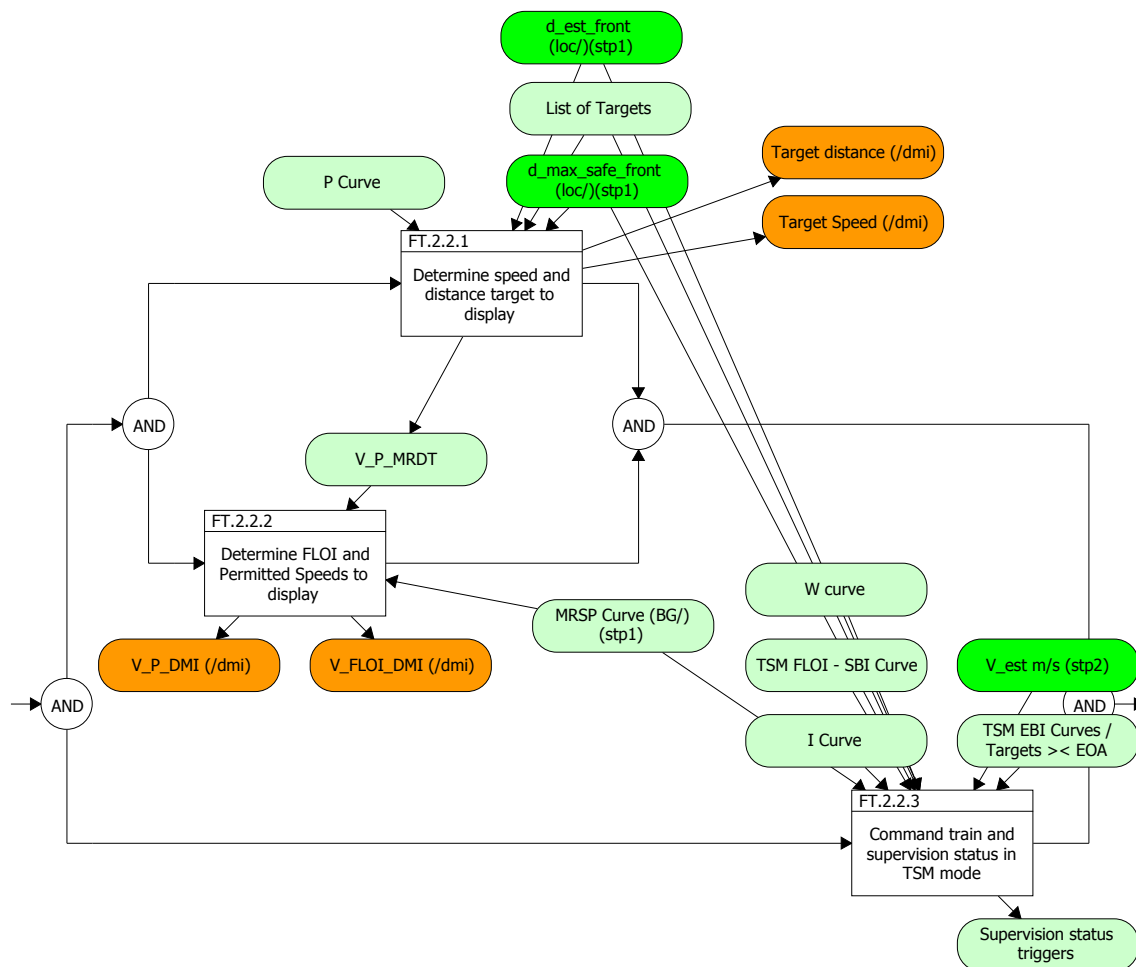 d_est_front
(loc/)(stp1)
List of Targets
Target distance (/dmi)
P Curve
d_max_safe_front
(loc/)(stp1)
Target Speed (/dmi)
FT.2.2.1
Determine speed and
distance target to
display
AND
AND
V_P_MRDT
FT.2.2.2
Determine FLOI and
Permitted Speeds to
display
W curve
MRSP Curve (BG/)
(stp1)
V_P_DMI (/dmi)
V_FLOI_DMI (/dmi)
TSM FLOI - SBI Curve
V_est m/s (stp2)
AND
AND
I Curve
TSM EBI Curves /
Targets >< EOA
FT.2.2.3
Command train and
supervision status in
TSM mode
Supervision status
triggers